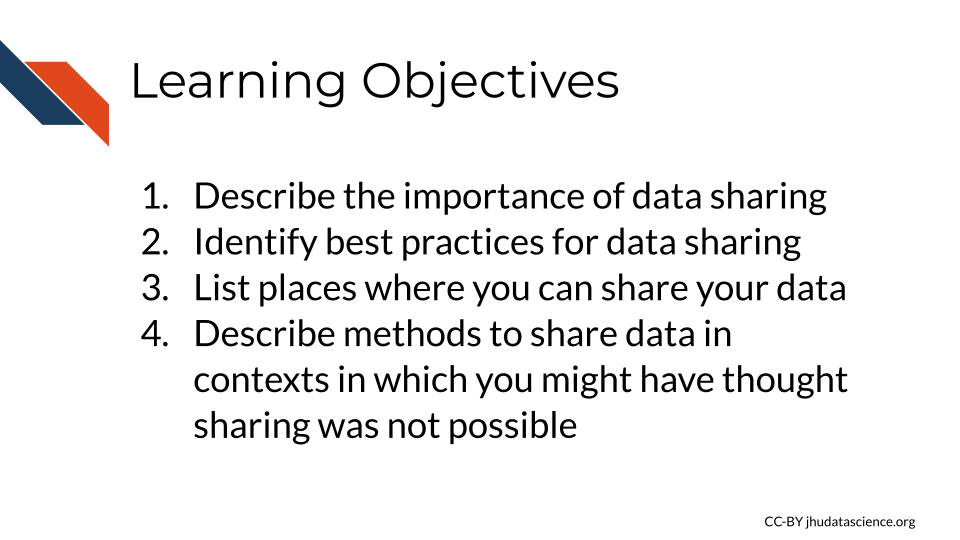 Learning Objectives
1. Describe the importance of data sharing
2. Identify best practices for data sharing
3. List places where you can share your data
4. Describe methods to share data in
contexts in which you might have thought
sharing was not possible
CC-BY jhudatascience.org